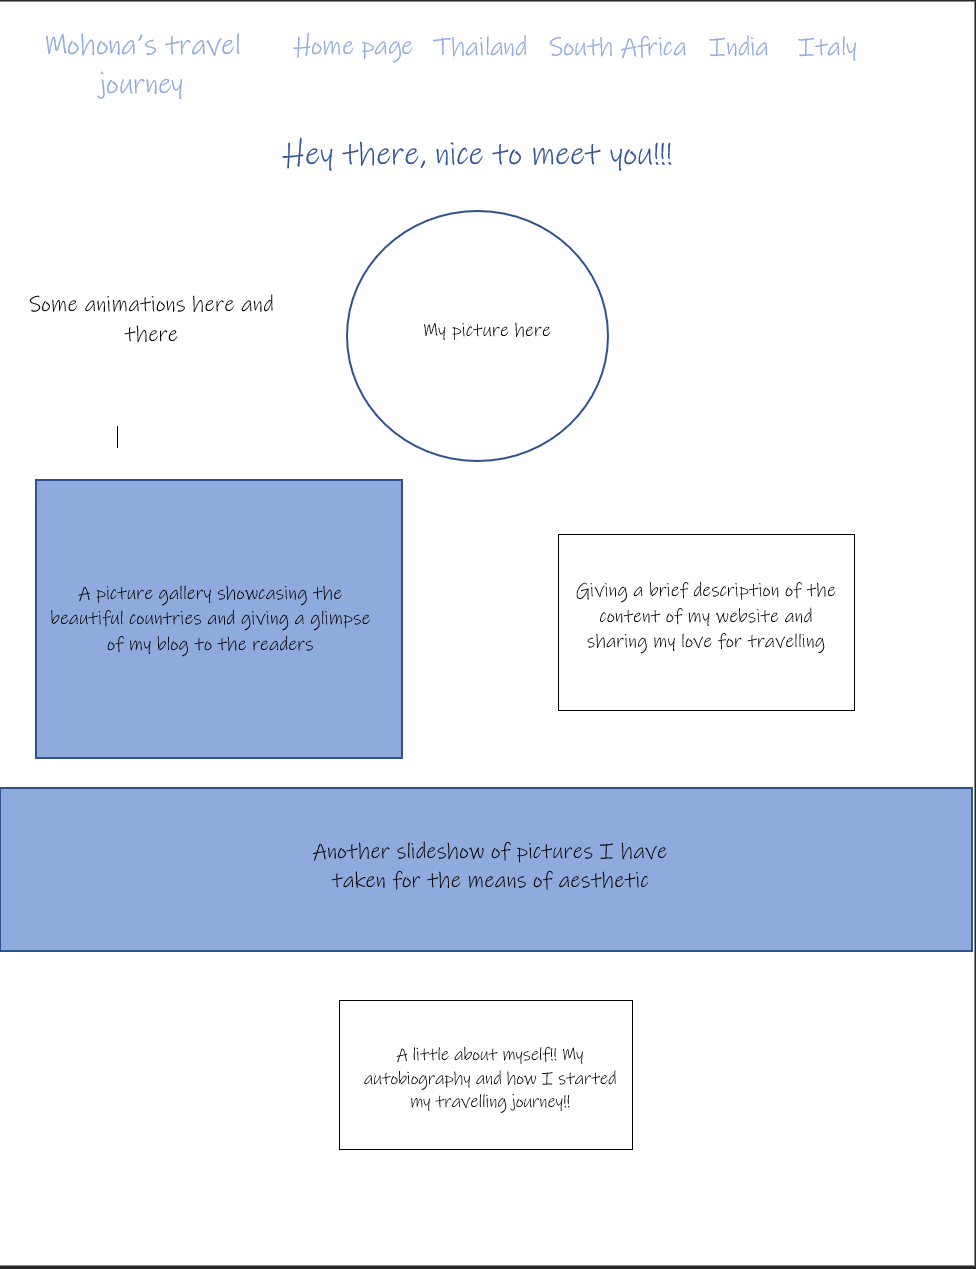 Mohona's travel
journey
Home page Thailand South Africa India Italy
Hey there, nice to meet you!!!
Some animations here and
there
My picture here
A picture gallery showcasing the
beautiful countries and giving a glimpse
of my blog to the readers
Giving a brief description of the
content of my website and
sharing my love for travelling
Another slideshow of pictures I have
taken for the means of aesthetic
A little about myself!! My
autobiography and how I started
my travelling journey!!